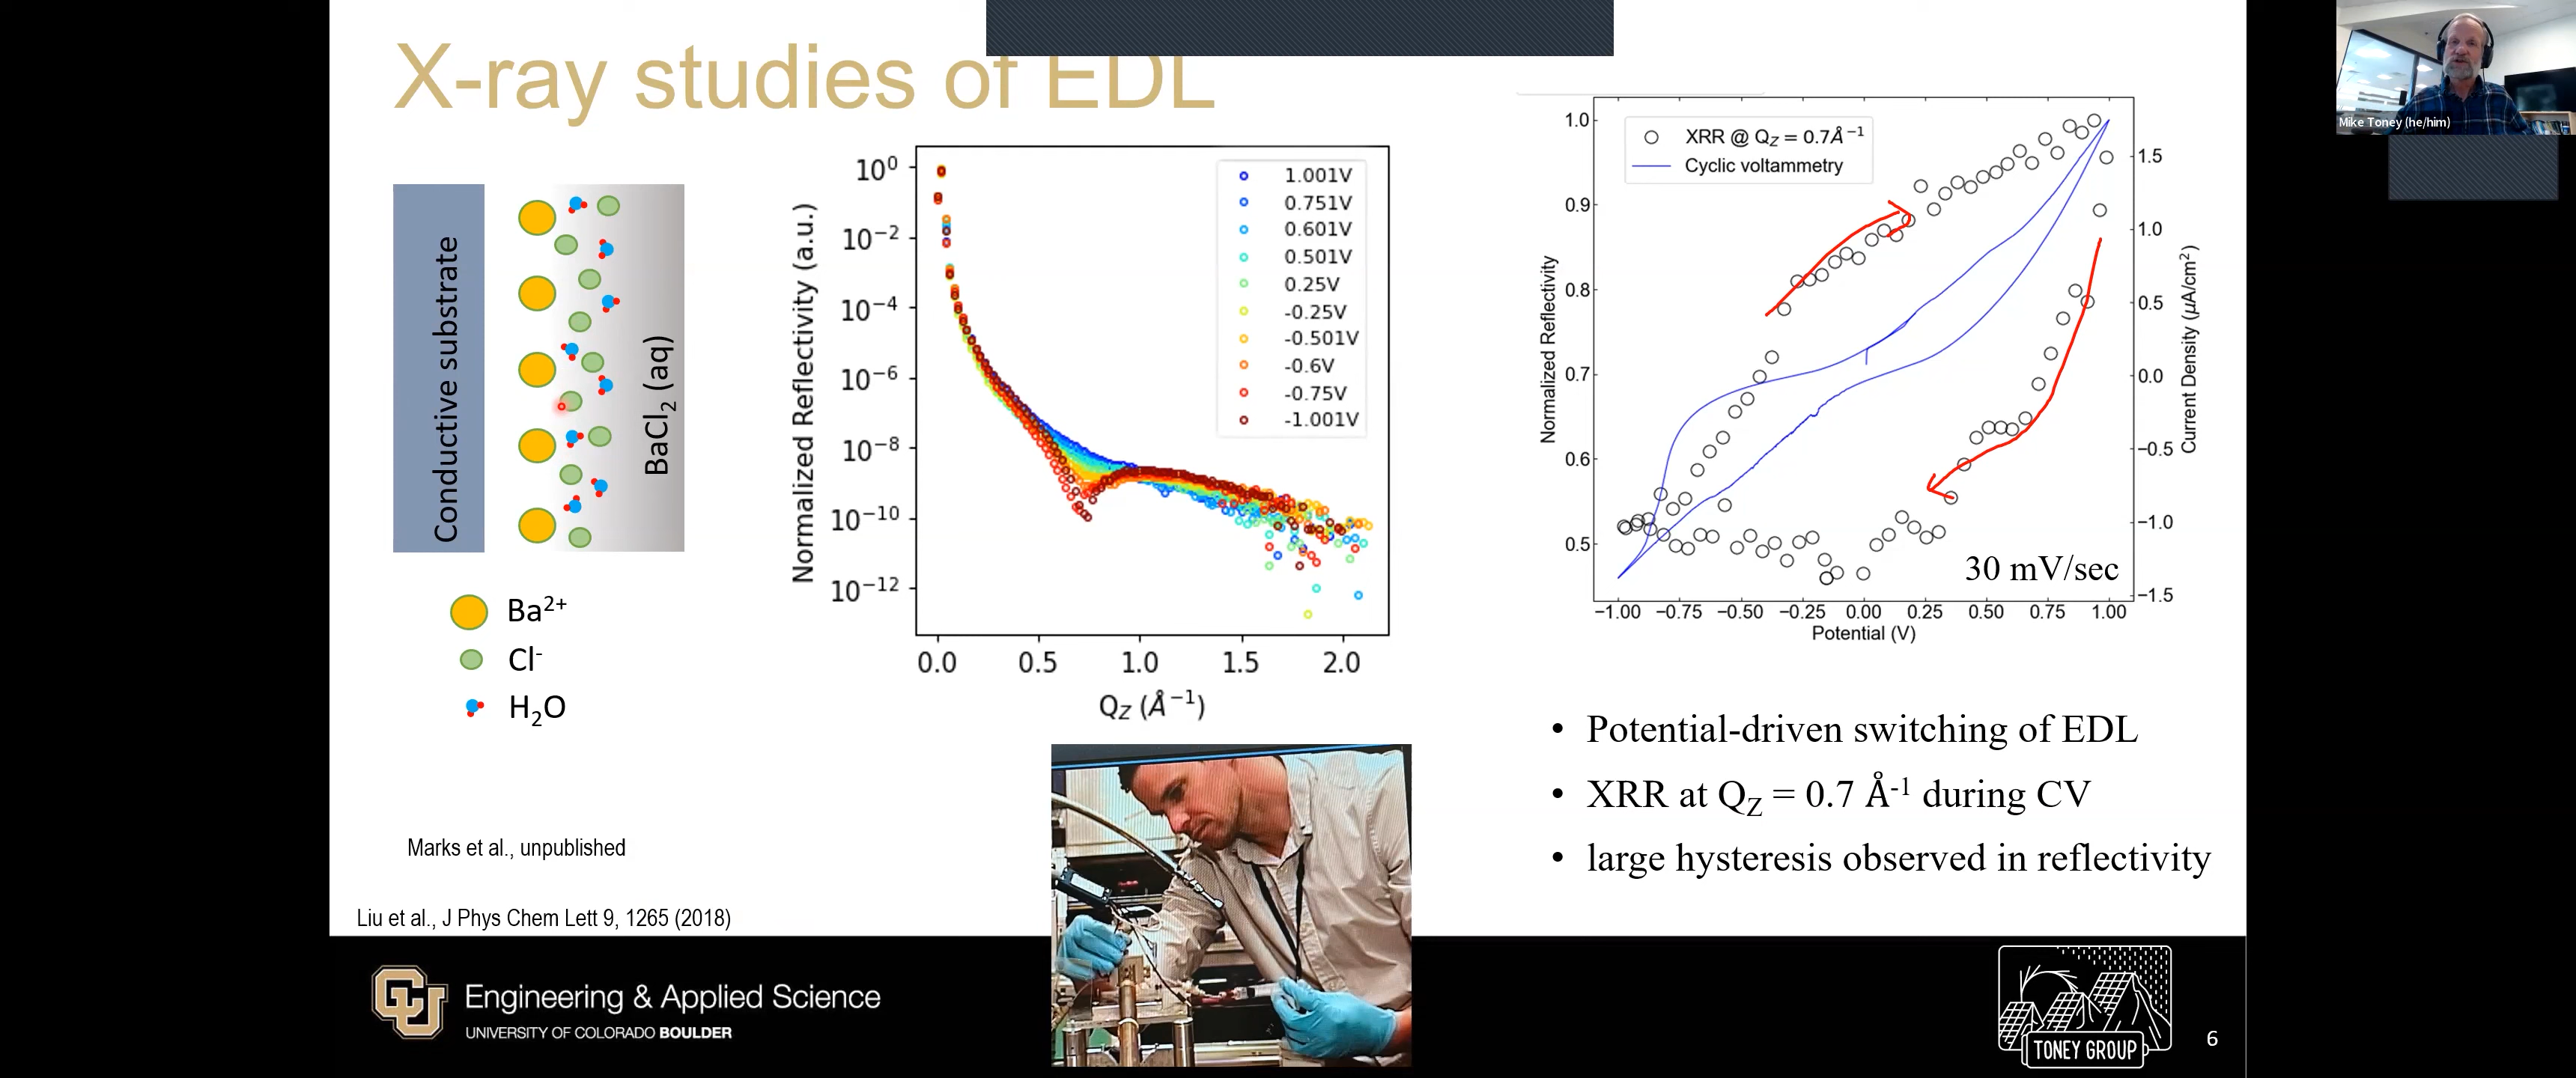 X-ray studies of EDL
Conductive substrate
BaCl₂ (aq)
Ba²⁺
Cl⁻
H₂O
Marks et al., unpublished
Liu et al., J Phys Chem Lett 9, 1265 (2018)
Normalized Reflectivity (a.u.)
10⁰
10⁻²
10⁻⁴
10⁻⁶
10⁻⁸
10⁻¹⁰
10⁻¹²
0.0 0.5 1.0 1.5 2.0
Q_Z (Å⁻¹)
1.001V
0.751V
0.601V
0.501V
0.25V
-0.25V
-0.501V
-0.6V
-0.75V
-1.001V
XRR @ Q_Z = 0.7Å⁻¹
Cyclic voltammetry
Normalized Reflectivity
1.0
0.9
0.8
0.7
0.6
0.5
Current Density (μA/cm²)
1.5
1.0
0.5
0.0
−0.5
−1.0
−1.5
30 mV/sec
−1.00 −0.75 −0.50 −0.25 0.00 0.25 0.50 0.75 1.00
Potential (V)
• Potential-driven switching of EDL
• XRR at Q_Z = 0.7 Å⁻¹ during CV
• large hysteresis observed in reflectivity
CU
Engineering & Applied Science
UNIVERSITY OF COLORADO BOULDER
TONEY GROUP
6
Mike Toney (he/him)